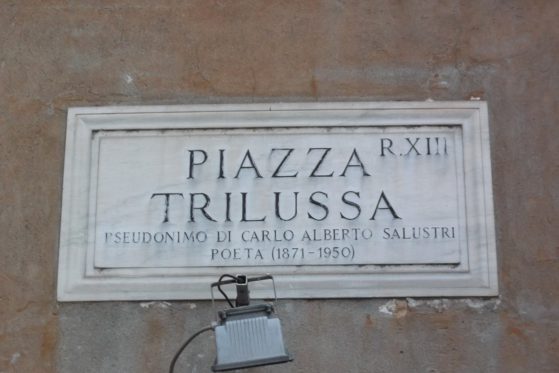 PIAZZA R.XIII
TRILUSSA
PSEUDONIMO DI CARLO ALBERTO SALUSTRI
POETA (1871-1950)